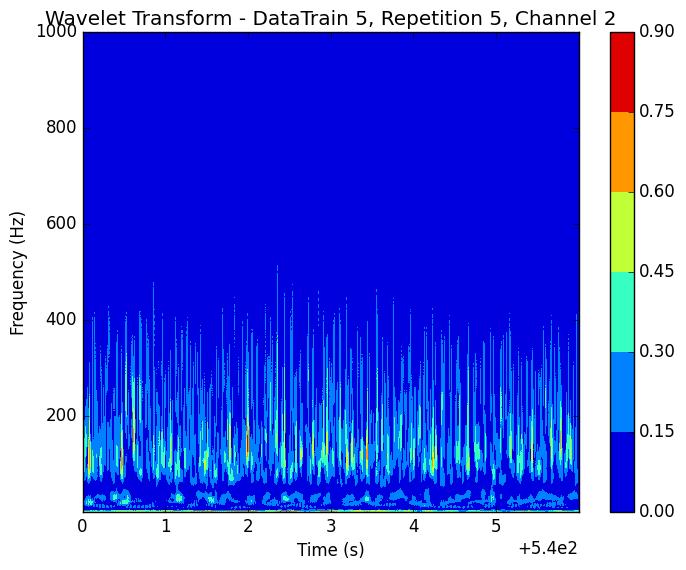 Wavelet Transform - DataTrain 5, Repetition 5, Channel 2
1000
800
600
400
200
Frequency (Hz)
0 1 2 3 4 5
Time (s)
+5.4e2
0.90
0.75
0.60
0.45
0.30
0.15
0.00